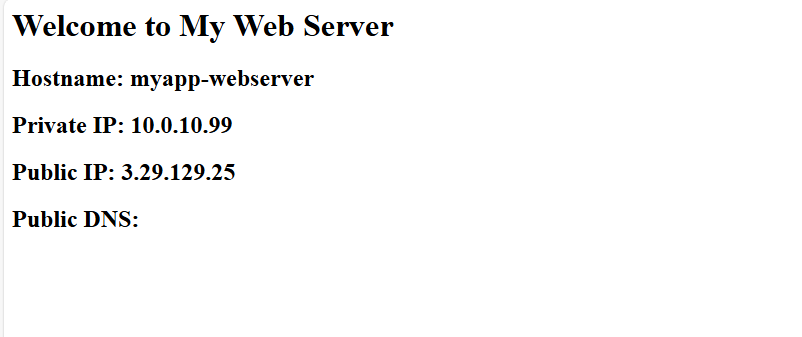 Welcome to My Web Server
Hostname: myapp-webserver
Private IP: 10.0.10.99
Public IP: 3.29.129.25
Public DNS: